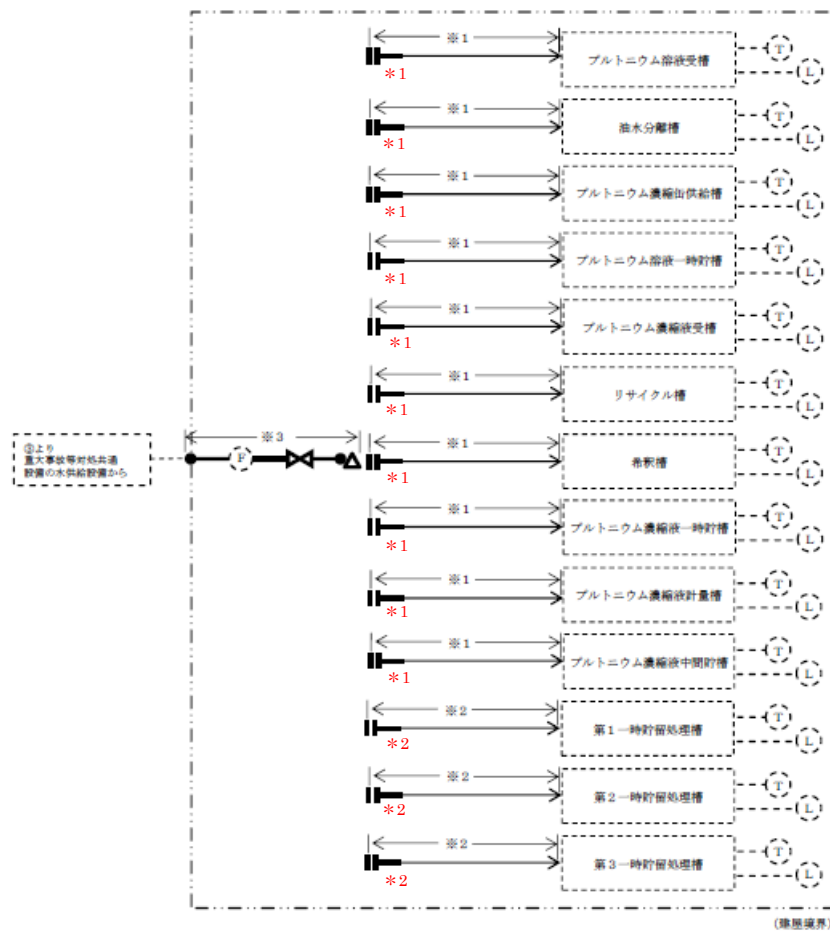 ※1
*1
プルトニウム溶液受槽
T
L
※1
*1
油水分離槽
T
L
※1
*1
プルトニウム濃縮缶供給槽
T
L
※1
*1
プルトニウム溶液一時貯槽
T
L
※1
*1
プルトニウム濃縮液受槽
T
L
※1
*1
リサイクル槽
T
L
③より
重大事故等対処共通
設備の水供給設備から
※3
F
※1
*1
希釈槽
T
L
※1
*1
プルトニウム濃縮液一時貯槽
T
L
※1
*1
プルトニウム濃縮液計量槽
T
L
※1
*1
プルトニウム濃縮液中間貯槽
T
L
※2
*2
第1一時貯留処理槽
T
L
※2
*2
第2一時貯留処理槽
T
L
※2
*2
第3一時貯留処理槽
T
L
(建屋境界)